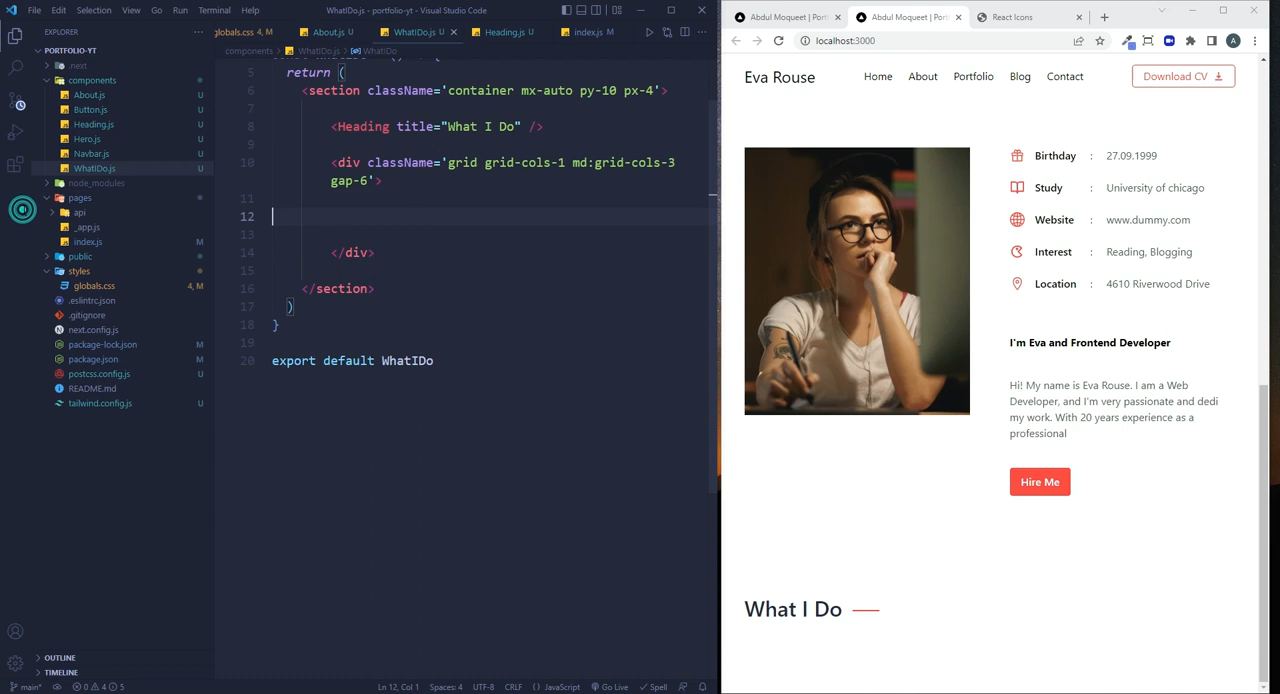 File Edit Selection View Go Run Terminal Help
WhatIDo.js - portfolio-yt - Visual Studio Code
EXPLORER
PORTFOLIO-YT
.next
components
About.js U
Button.js U
Heading.js U
Hero.js U
Navbar.js U
WhatIDo.js U
node_modules
pages
api
_app.js
index.js M
public
styles
globals.css 4, M
.eslintrc.json
.gitignore
next.config.js
package-lock.json M
package.json M
postcss.config.js U
README.md
tailwind.config.js U
OUTLINE
TIMELINE
globals.css 4, M About.js U WhatIDo.js U Heading.js U index.js M
components > WhatIDo.js > WhatIDo
5 return (
6 <section className='container mx-auto py-10 px-4'>
7
8 <Heading title="What I Do" />
9
10 <div className='grid grid-cols-1 md:grid-cols-3
gap-6'>
11
12
13
14 </div>
15
16 </section>
17 )
18 }
19
20 export default WhatIDo
main* 0 4 5 Ln 12, Col 1 Spaces: 4 UTF-8 CRLF JavaScript Go Live Spell
Abdul Moqueet | Port Abdul Moqueet | Port React Icons
localhost:3000
A
Eva Rouse Home About Portfolio Blog Contact Download CV
Birthday : 27.09.1999
Study : University of chicago
Website : www.dummy.com
Interest : Reading, Blogging
Location : 4610 Riverwood Drive
I'm Eva and Frontend Developer
Hi! My name is Eva Rouse. I am a Web
Developer, and I'm very passionate and dedi
my work. With 20 years experience as a
professional
Hire Me
What I Do